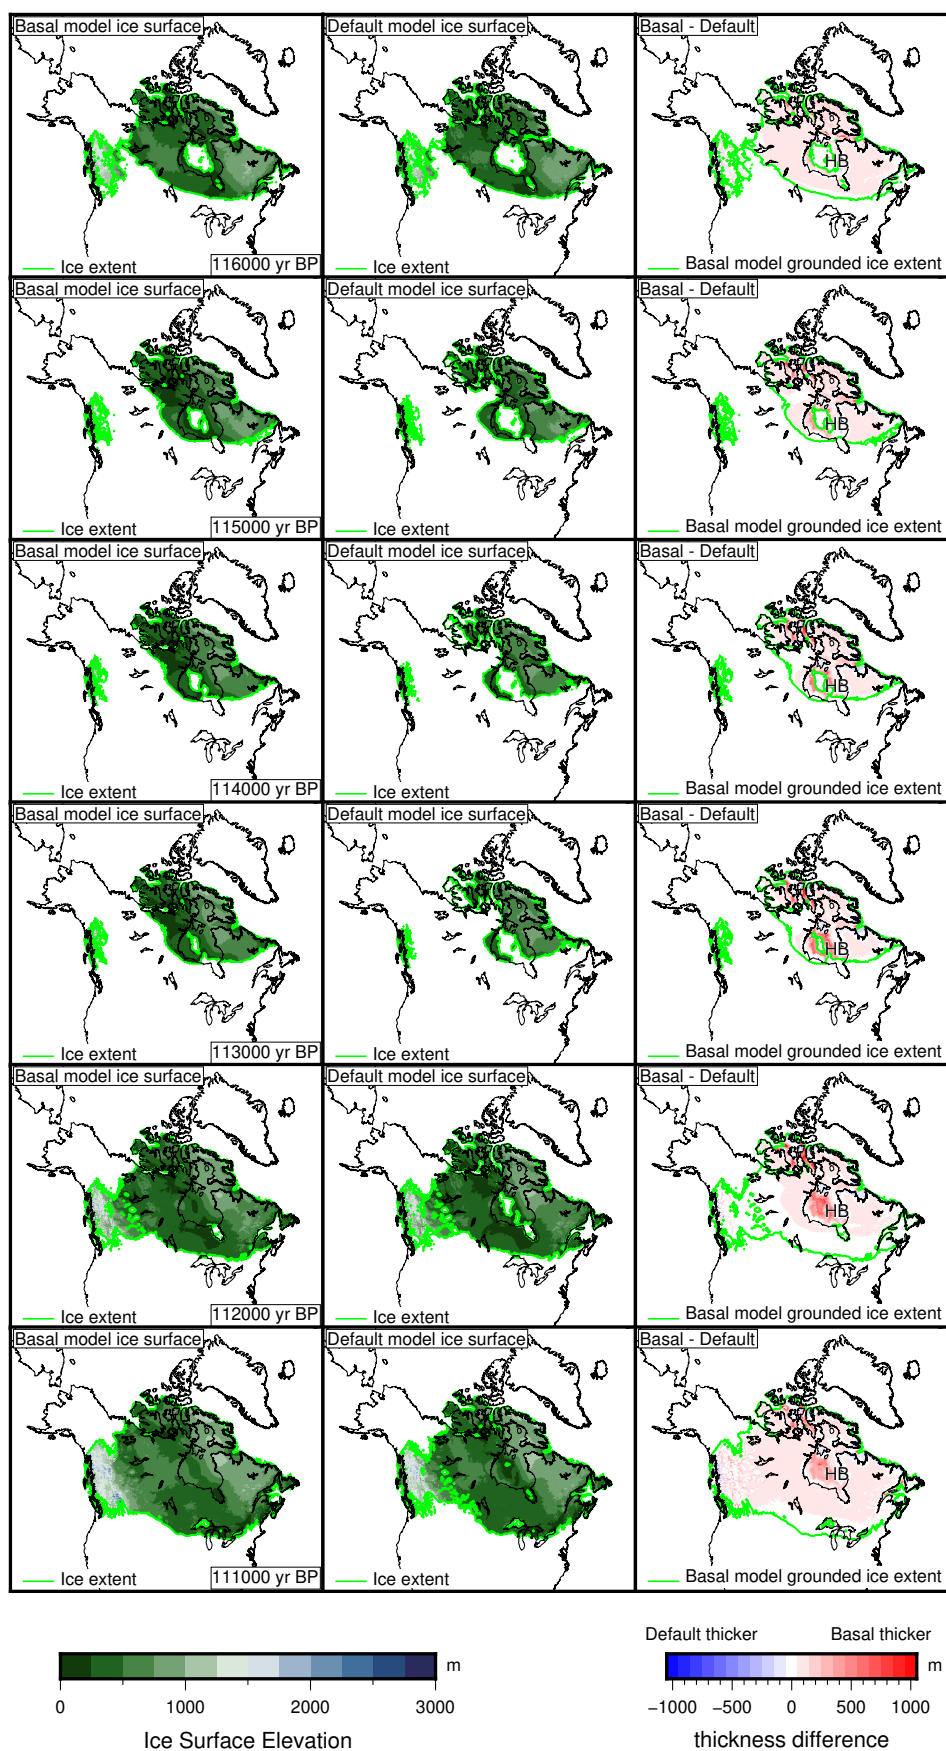 Basal model ice surface
Default model ice surface
Basal - Default
HB
Ice extent
116000 yr BP
Ice extent
Basal model grounded ice extent
Basal model ice surface
Default model ice surface
Basal - Default
HB
Ice extent
115000 yr BP
Ice extent
Basal model grounded ice extent
Basal model ice surface
Default model ice surface
Basal - Default
HB
Ice extent
114000 yr BP
Ice extent
Basal model grounded ice extent
Basal model ice surface
Default model ice surface
Basal - Default
HB
Ice extent
113000 yr BP
Ice extent
Basal model grounded ice extent
Basal model ice surface
Default model ice surface
Basal - Default
HB
Ice extent
112000 yr BP
Ice extent
Basal model grounded ice extent
Basal model ice surface
Default model ice surface
Basal - Default
HB
Ice extent
111000 yr BP
Ice extent
Basal model grounded ice extent
m
0 1000 2000 3000
Ice Surface Elevation
Default thicker Basal thicker
m
−1000 −500 0 500 1000
thickness difference